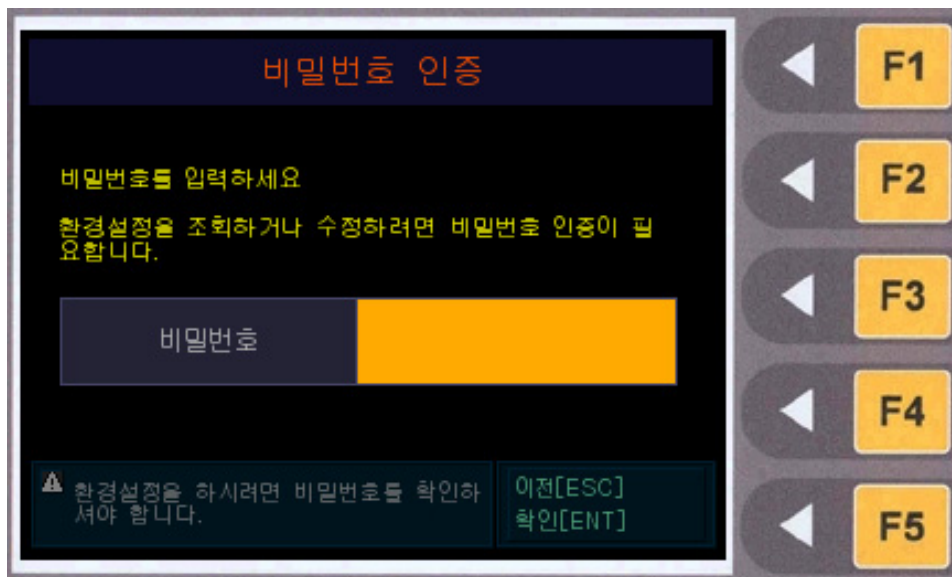 비밀번호 인증
F1
비밀번호를 입력하세요
F2
환경설정을 조회하거나 수정하려면 비밀번호 인증이 필
요합니다.
F3
비밀번호
F4
환경설정을 하시려면 비밀번호를 확인하
셔야 합니다.
이전[ESC]
확인[ENT]
F5